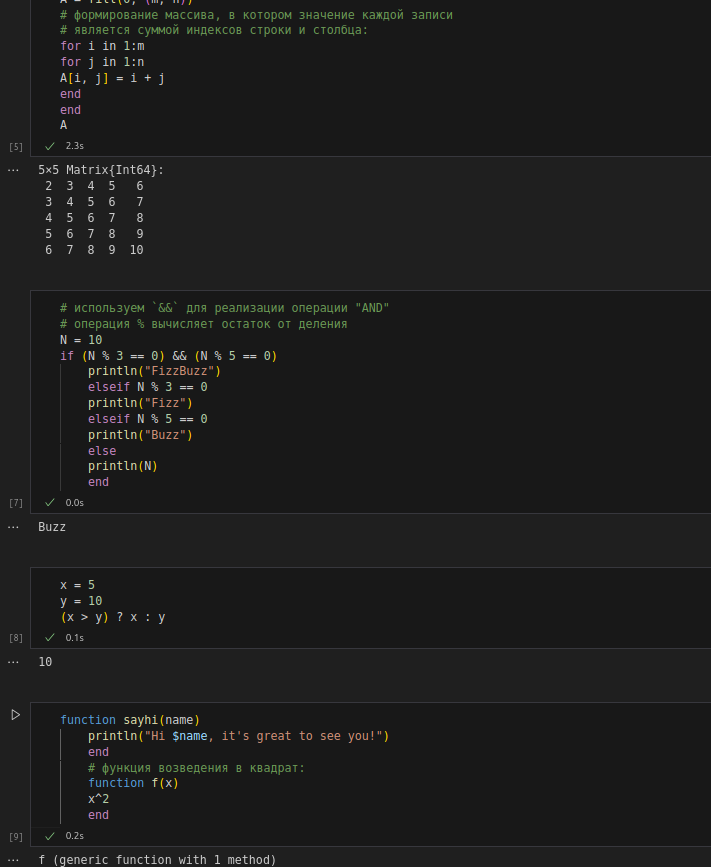 # формирование массива, в котором значение каждой записи
# является суммой индексов строки и столбца:
for i in 1:m
for j in 1:n
A[i, j] = i + j
end
end
A
[5] 2.3s
5×5 Matrix{Int64}:
2 3 4 5 6
3 4 5 6 7
4 5 6 7 8
5 6 7 8 9
6 7 8 9 10
# используем `&&` для реализации операции "AND"
# операция % вычисляет остаток от деления
N = 10
if (N % 3 == 0) && (N % 5 == 0)
println("FizzBuzz")
elseif N % 3 == 0
println("Fizz")
elseif N % 5 == 0
println("Buzz")
else
println(N)
end
[7] 0.0s
Buzz
x = 5
y = 10
(x > y) ? x : y
[8] 0.1s
10
function sayhi(name)
println("Hi $name, it's great to see you!")
end
# функция возведения в квадрат:
function f(x)
x^2
end
[9] 0.2s
f (generic function with 1 method)